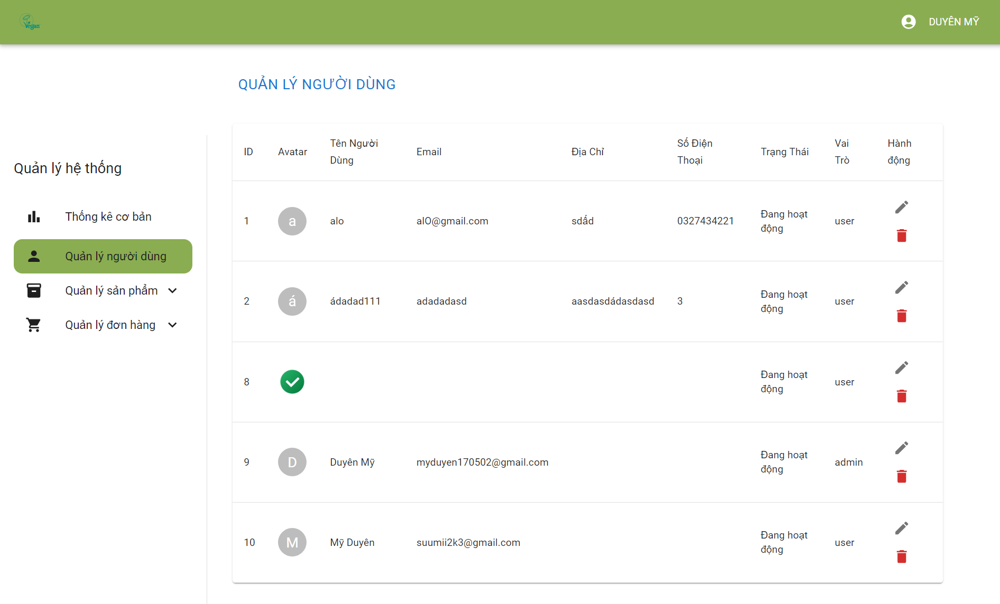 Vegan
DUYÊN MỸ
QUẢN LÝ NGƯỜI DÙNG
Quản lý hệ thống
Thống kê cơ bản
Quản lý người dùng
Quản lý sản phẩm
Quản lý đơn hàng
ID Avatar Tên Người Dùng Email Địa Chỉ Số Điện Thoại Trạng Thái Vai Trò Hành động
1 a alo alO@gmail.com sdẩd 0327434221 Đang hoạt động user
2 á ádadad111 adadadasd aasdasdádasdasd 3 Đang hoạt động user
8 Đang hoạt động user
9 D Duyên Mỹ myduyen170502@gmail.com Đang hoạt động admin
10 M Mỹ Duyên suumii2k3@gmail.com Đang hoạt động user